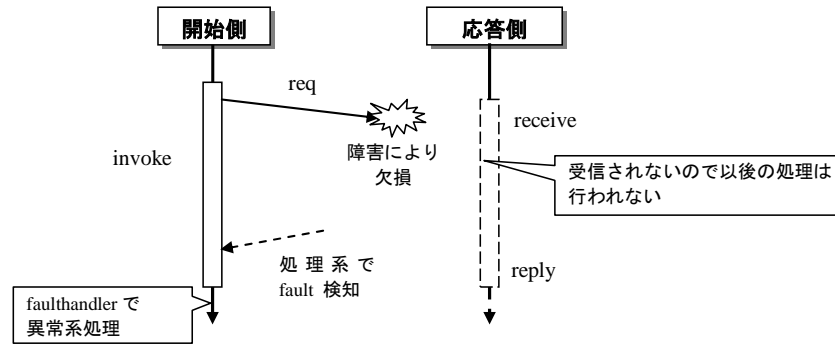 開始側
応答側
req
receive
invoke
障害により
欠損
受信されないので以後の処理は
行われない
処理系で
fault 検知
reply
faulthandler で
異常系処理